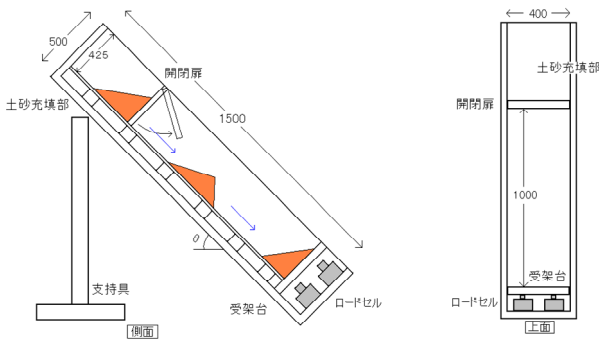 500
425
開閉扉
土砂充填部
1500
θ
支持具
受架台
ロードセル
側面
400
土砂充填部
開閉扉
1000
受架台
ロードセル
上面